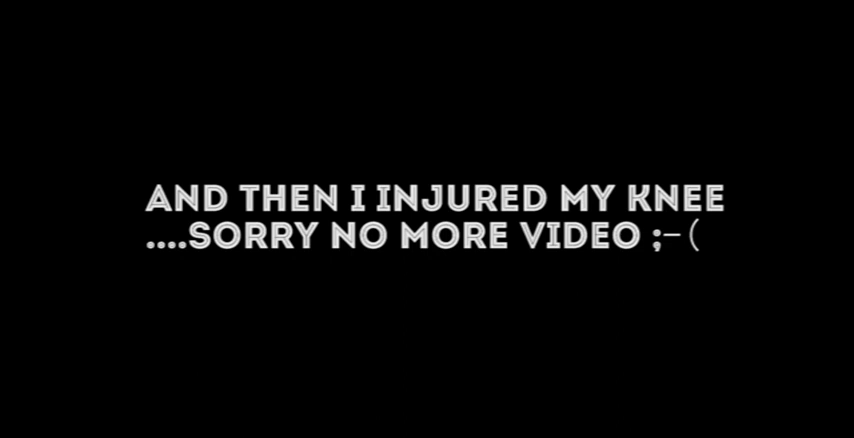 AND THEN I INJURED MY KNEE
....SORRY NO MORE VIDEO ;-(